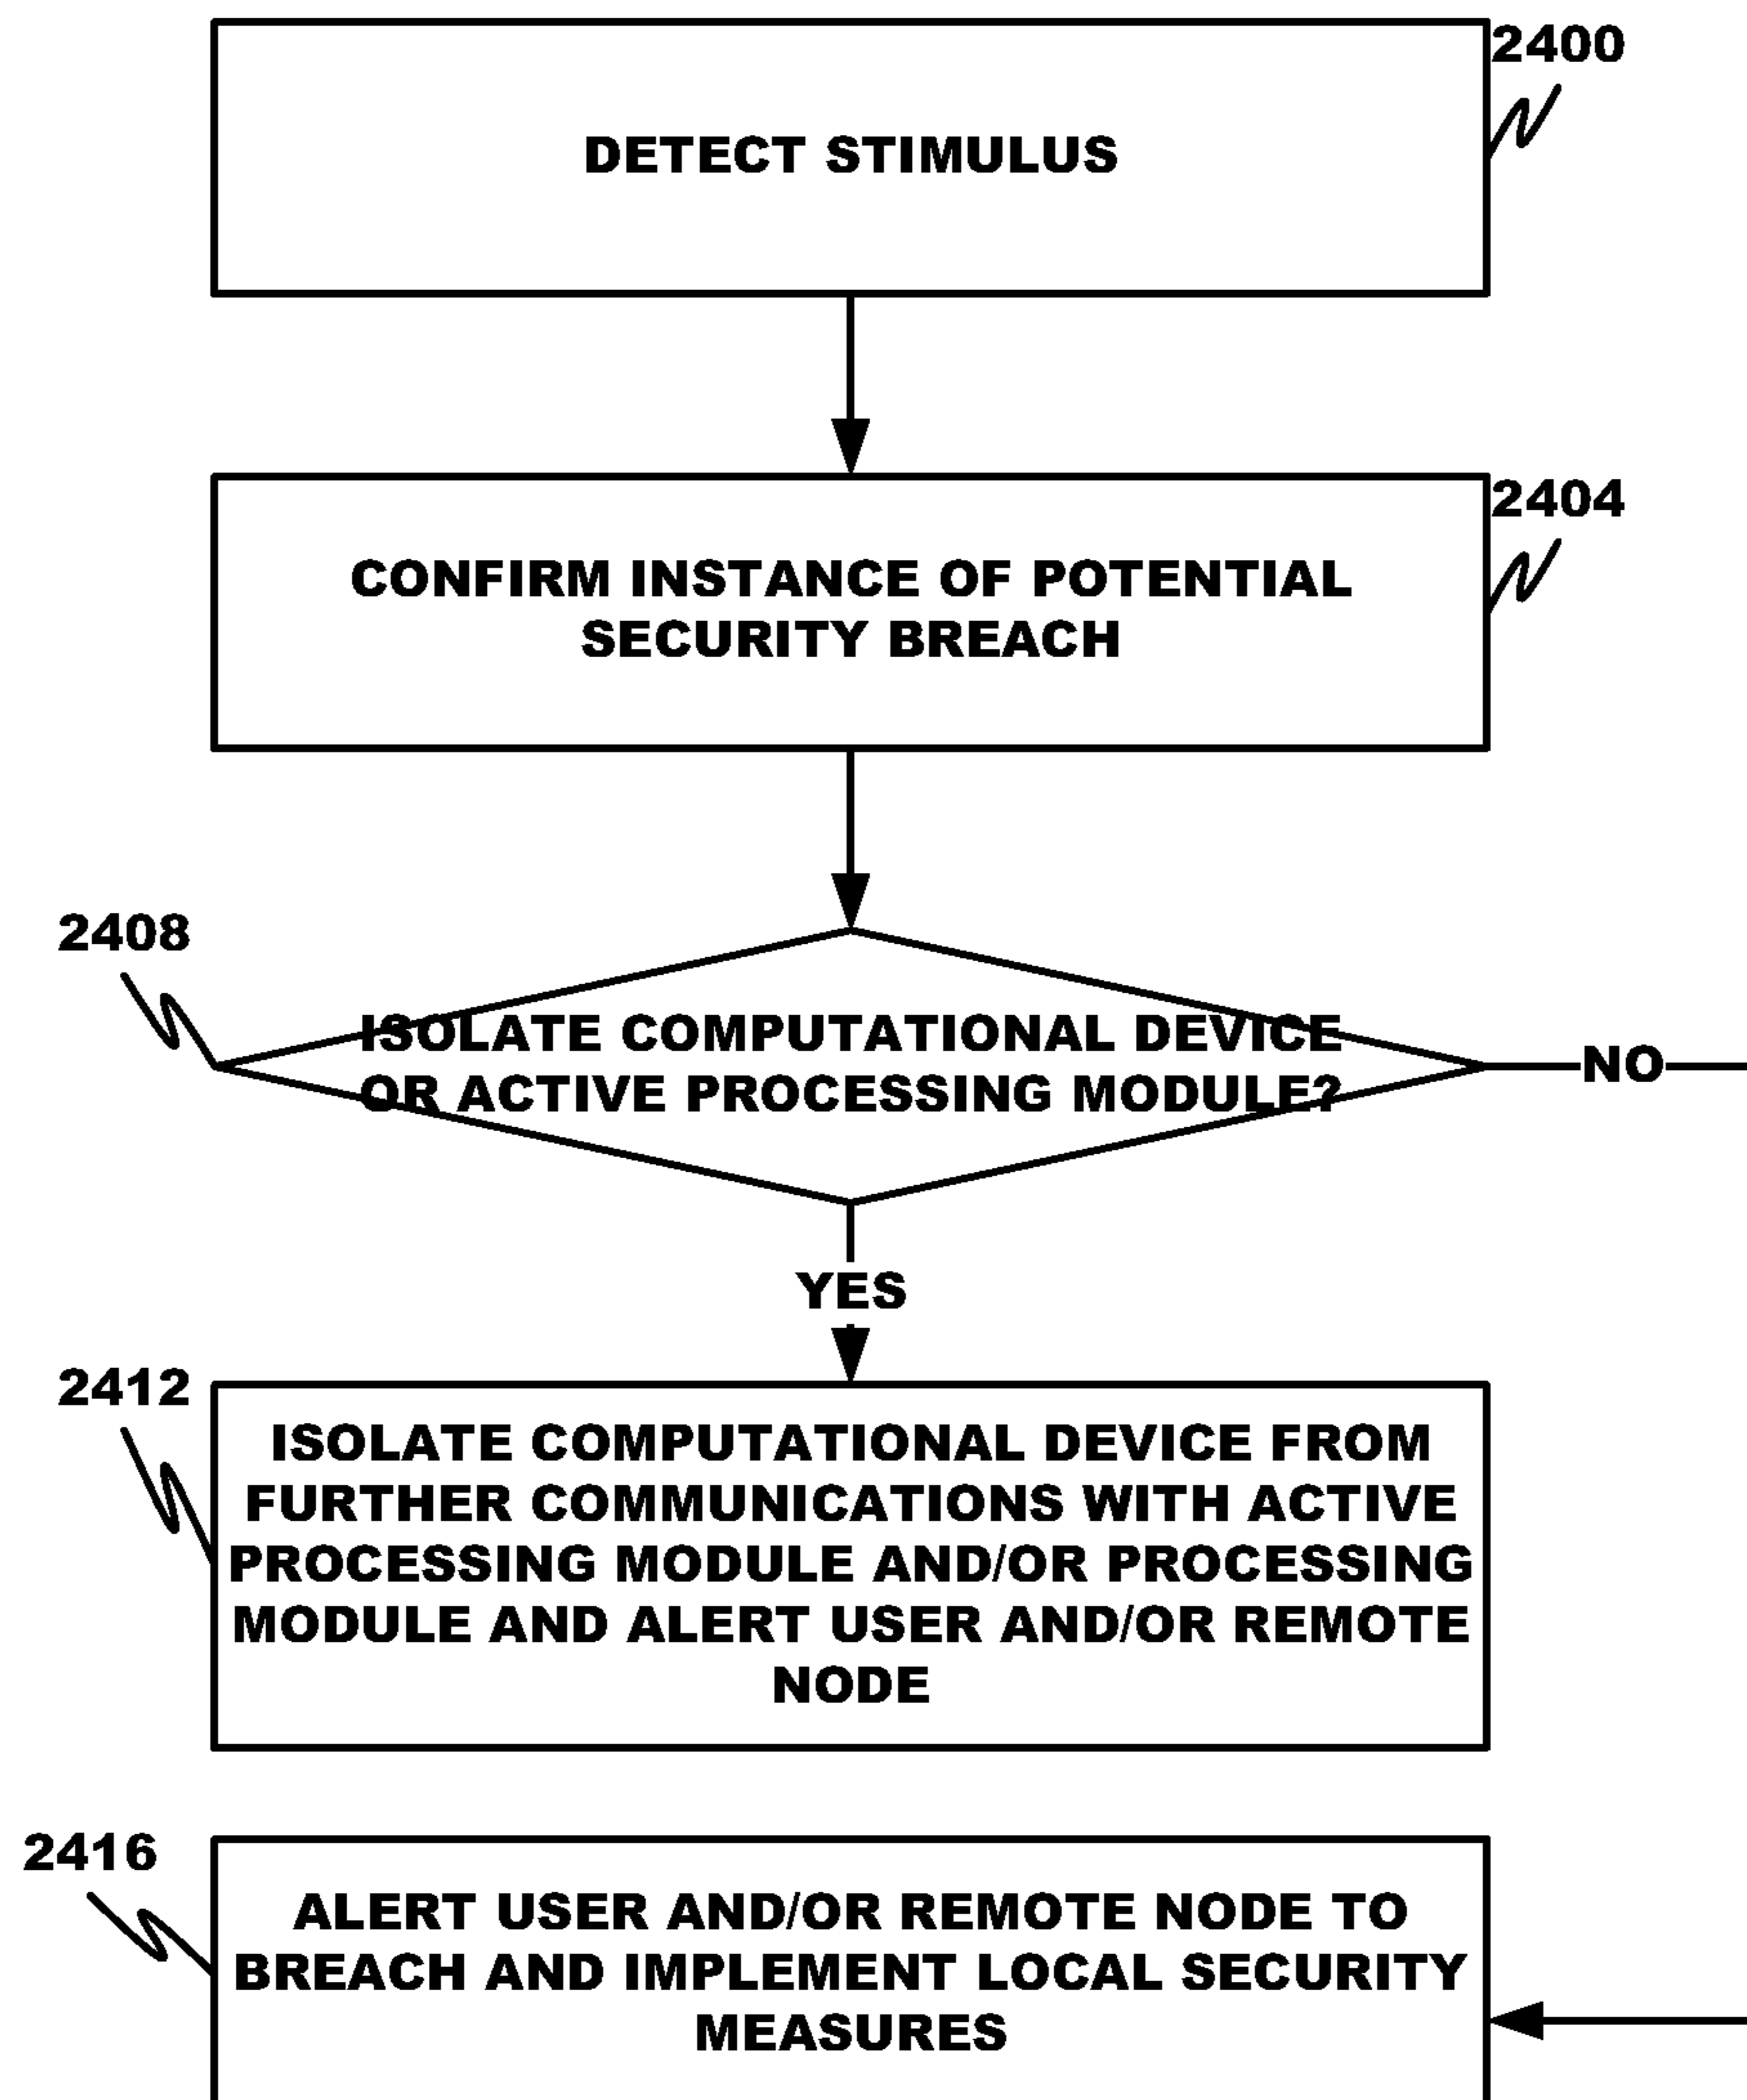 2400
DETECT STIMULUS
2404
CONFIRM INSTANCE OF POTENTIAL
SECURITY BREACH
2408
ISOLATE COMPUTATIONAL DEVICE
OR ACTIVE PROCESSING MODULE?
NO
YES
2412
ISOLATE COMPUTATIONAL DEVICE FROM
FURTHER COMMUNICATIONS WITH ACTIVE
PROCESSING MODULE AND/OR PROCESSING
MODULE AND ALERT USER AND/OR REMOTE
NODE
2416
ALERT USER AND/OR REMOTE NODE TO
BREACH AND IMPLEMENT LOCAL SECURITY
MEASURES